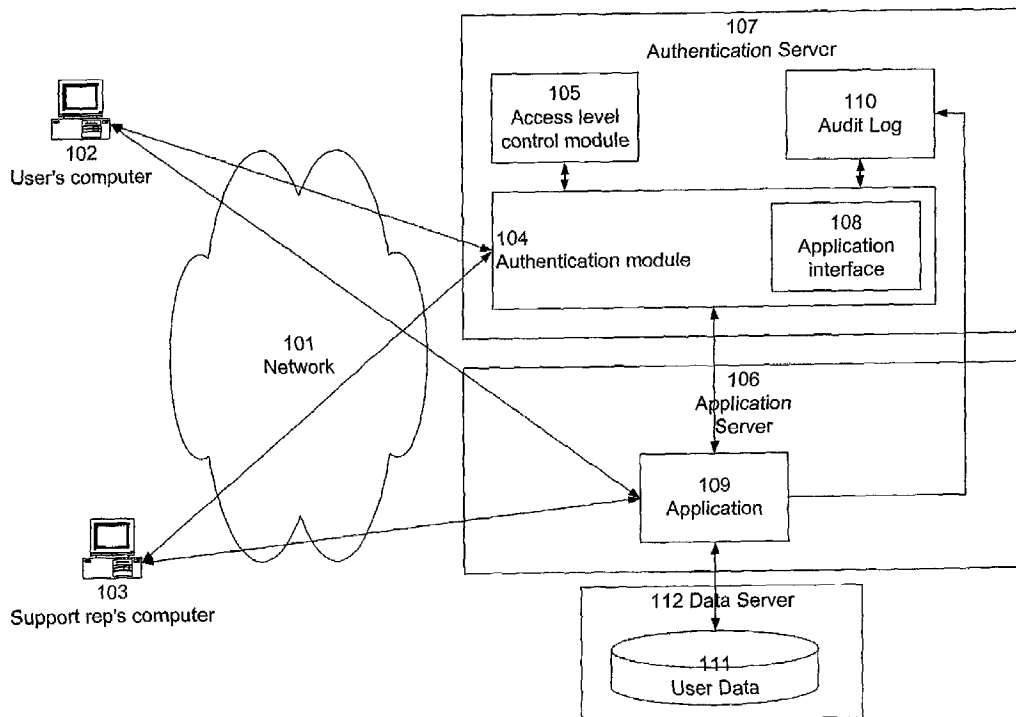 107
Authentication Server
105
Access level
control module
110
Audit Log
102
User's computer
104
Authentication module
108
Application
interface
101
Network
106
Application
Server
109
Application
103
Support rep's computer
112 Data Server
111
User Data